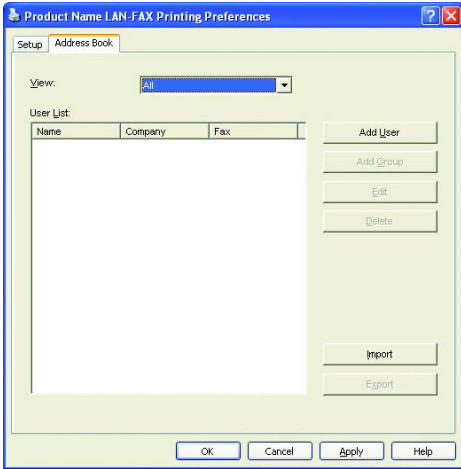 Product Name LAN-FAX Printing Preferences
Setup Address Book
View: All
User List:
Name Company Fax
Add User
Add Group
Edit
Delete
Import
Export
OK Cancel Apply Help